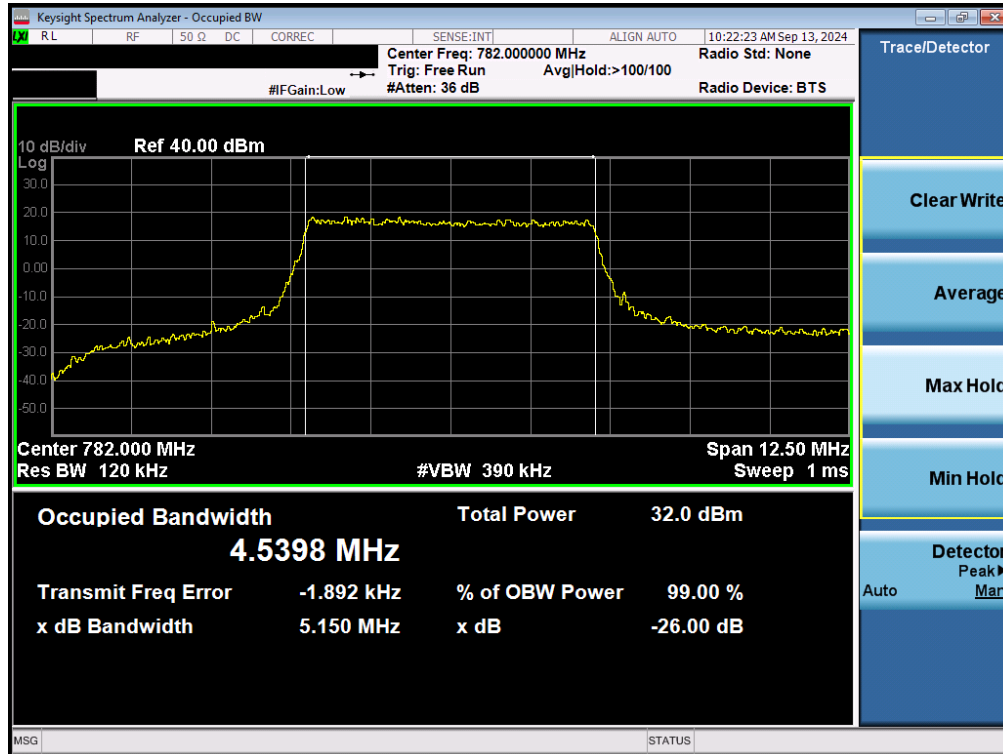 Keysight Spectrum Analyzer - Occupied BW
LXI RL RF 50 Ω DC CORREC SENSE:INT ALIGN AUTO 10:22:23 AM Sep 13, 2024
Center Freq: 782.000000 MHz Radio Std: None
Trig: Free Run Avg|Hold:>100/100
#IFGain:Low #Atten: 36 dB Radio Device: BTS
10 dB/div Ref 40.00 dBm
Log
30.0
20.0
10.0
0.00
-10.0
-20.0
-30.0
-40.0
-50.0
Center 782.000 MHz Span 12.50 MHz
Res BW 120 kHz #VBW 390 kHz Sweep 1 ms
Occupied Bandwidth Total Power 32.0 dBm
4.5398 MHz
Transmit Freq Error -1.892 kHz % of OBW Power 99.00 %
x dB Bandwidth 5.150 MHz x dB -26.00 dB
MSG STATUS
Trace/Detector
Clear Write
Average
Max Hold
Min Hold
Detector
Peak▶
Auto Man